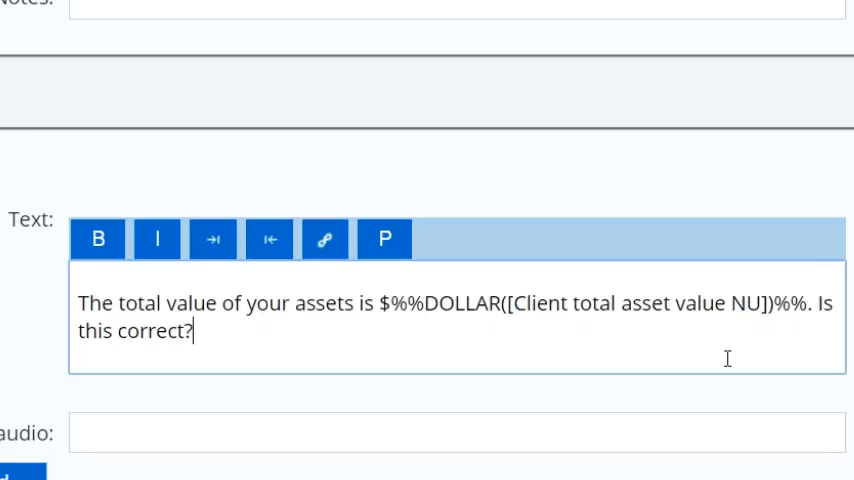 Notes:
Text:
B I P
The total value of your assets is $%%DOLLAR([Client total asset value NU])%%. Is
this correct?
audio: